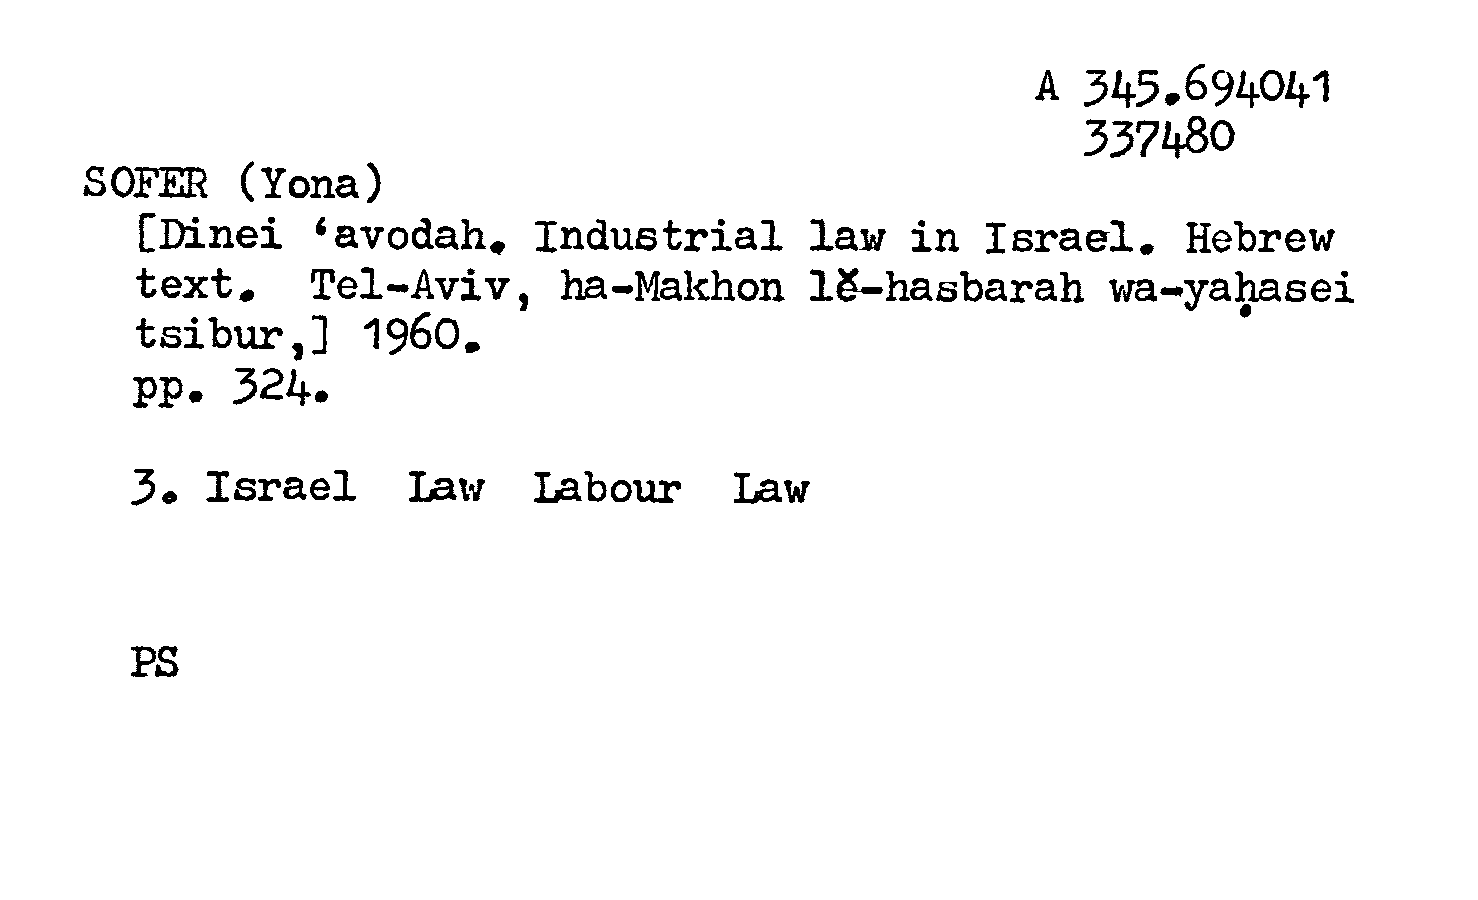 A 345.694041
337480
SOFER (Yona)
[Dinei ‘avodah. Industrial law in Israel. Hebrew
text. Tel-Aviv, ha-Makhon lĕ-hasbarah wa-yaḥasei
tsibur,] 1960.
pp. 324.
3. Israel Law Labour Law
PS